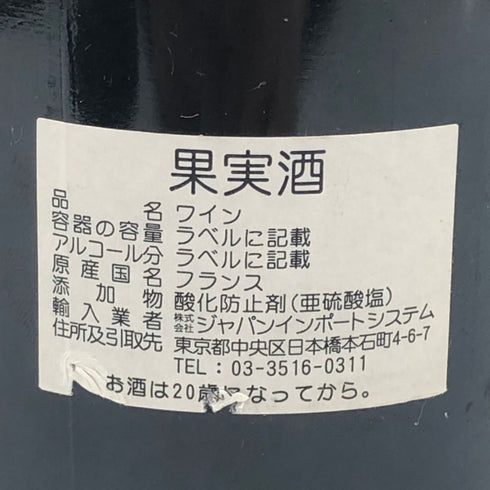 果実酒
品名 ワイン
容器の容量 ラベルに記載
アルコール分 ラベルに記載
原産国名 フランス
添加物 酸化防止剤(亜硫酸塩)
輸入業者 株式会社ジャパンインポートシステム
住所及引取先 東京都中央区日本橋本石町4-6-7
TEL : 03-3516-0311
お酒は20歳になってから。